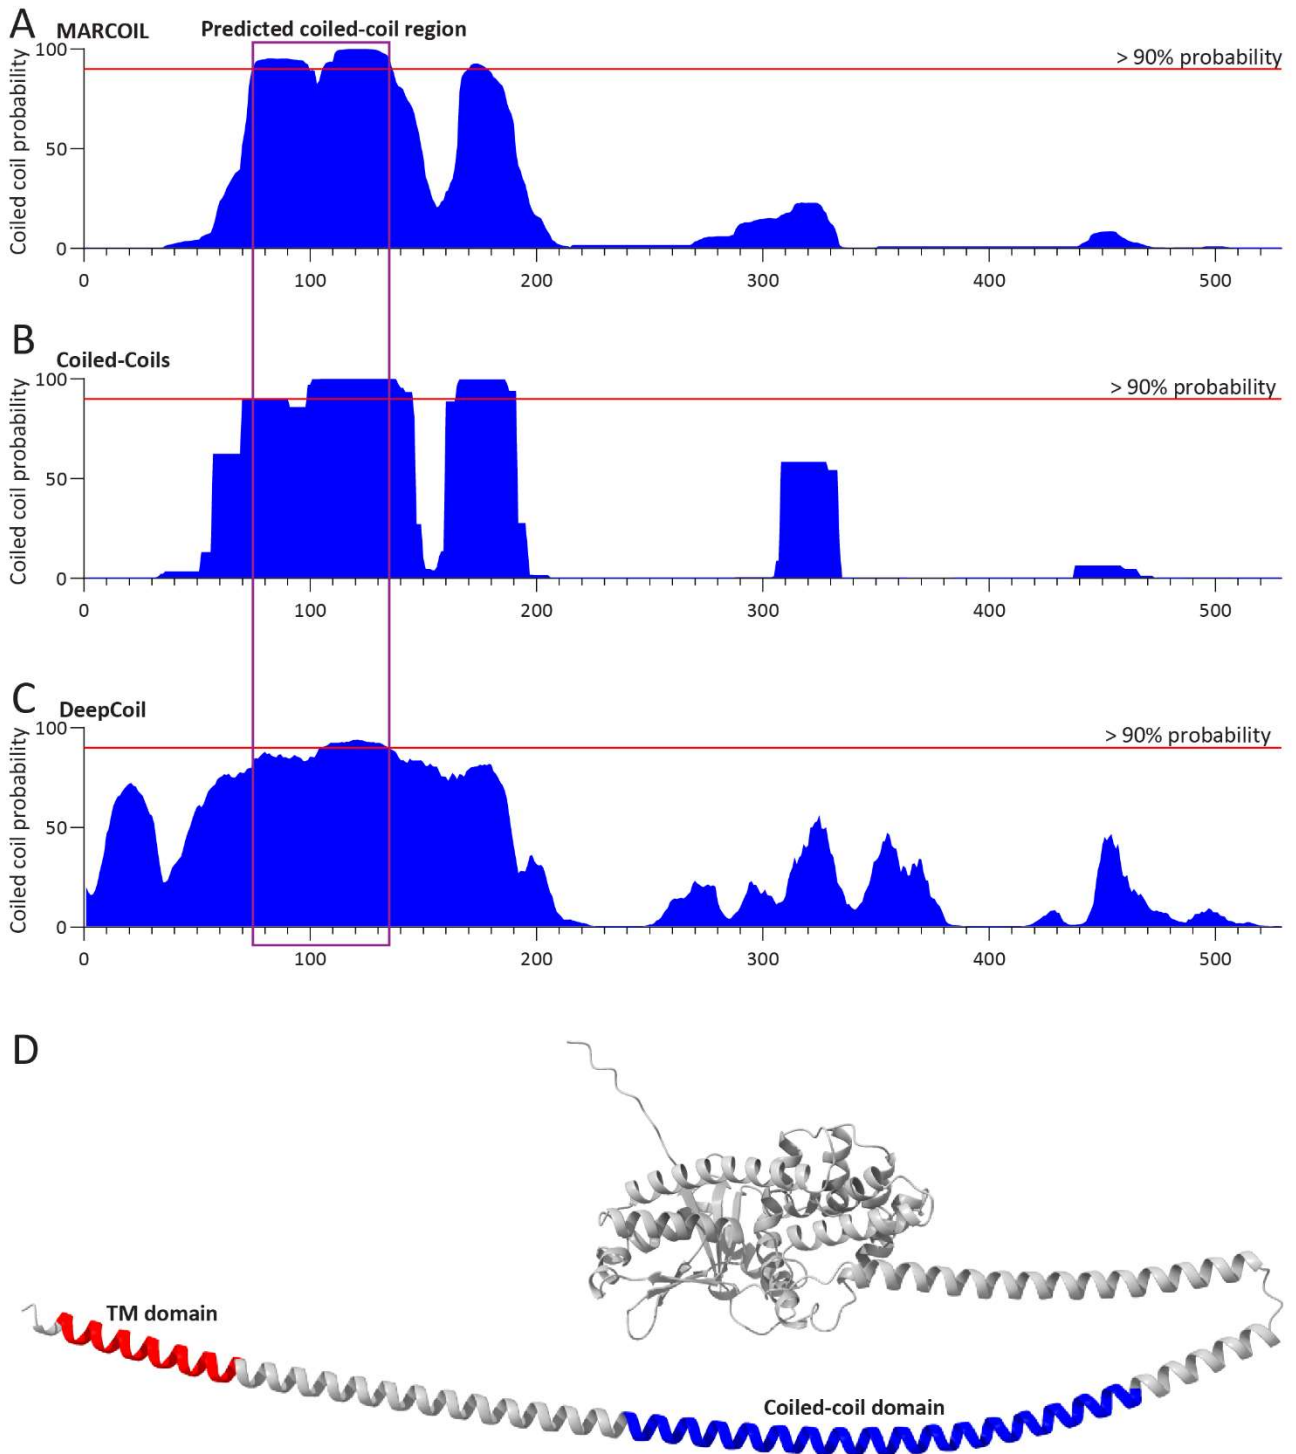 A
MARCOIL
Predicted coiled-coil region
> 90% probability
Coiled coil probability
100
50
0
0 100 200 300 400 500
B
Coiled-Coils
> 90% probability
Coiled coil probability
100
50
0
0 100 200 300 400 500
C
DeepCoil
> 90% probability
Coiled coil probability
100
50
0
0 100 200 300 400 500
D
TM domain
Coiled-coil domain